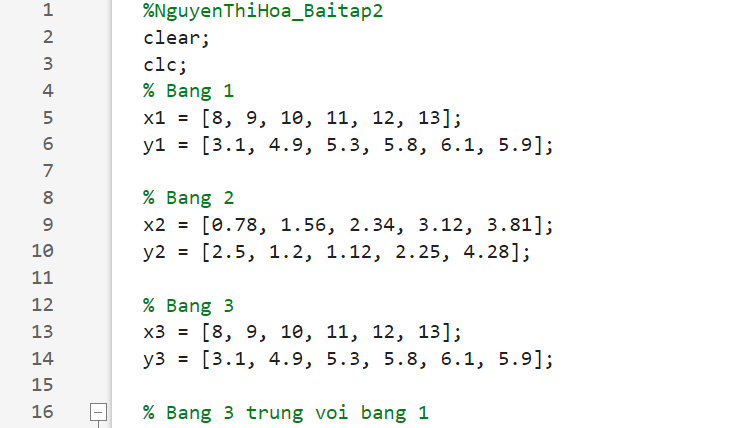 1 %NguyenThiHoa_Baitap2
2 clear;
3 clc;
4 % Bang 1
5 x1 = [8, 9, 10, 11, 12, 13];
6 y1 = [3.1, 4.9, 5.3, 5.8, 6.1, 5.9];
7
8 % Bang 2
9 x2 = [0.78, 1.56, 2.34, 3.12, 3.81];
10 y2 = [2.5, 1.2, 1.12, 2.25, 4.28];
11
12 % Bang 3
13 x3 = [8, 9, 10, 11, 12, 13];
14 y3 = [3.1, 4.9, 5.3, 5.8, 6.1, 5.9];
15
16 % Bang 3 trung voi bang 1